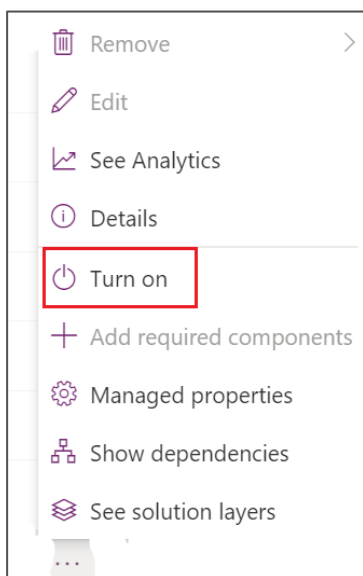 Remove
Edit
See Analytics
Details
Turn on
Add required components
Managed properties
Show dependencies
See solution layers